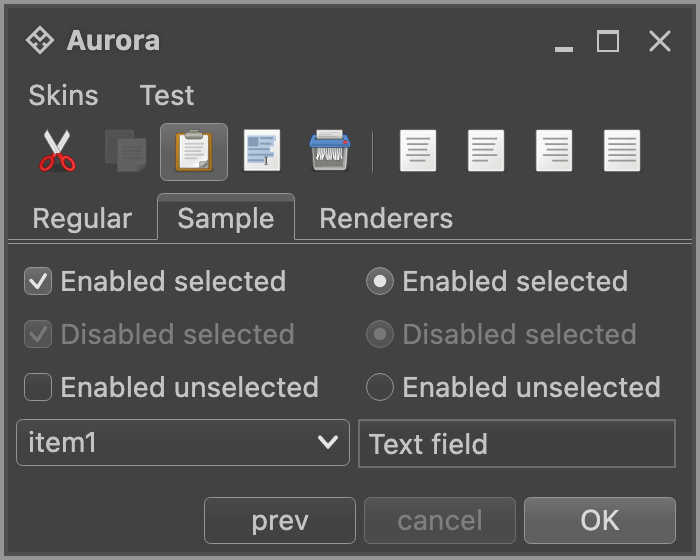 Aurora
Skins Test
Regular Sample Renderers
Enabled selected Enabled selected
Disabled selected Disabled selected
Enabled unselected Enabled unselected
item1 Text field
prev cancel OK